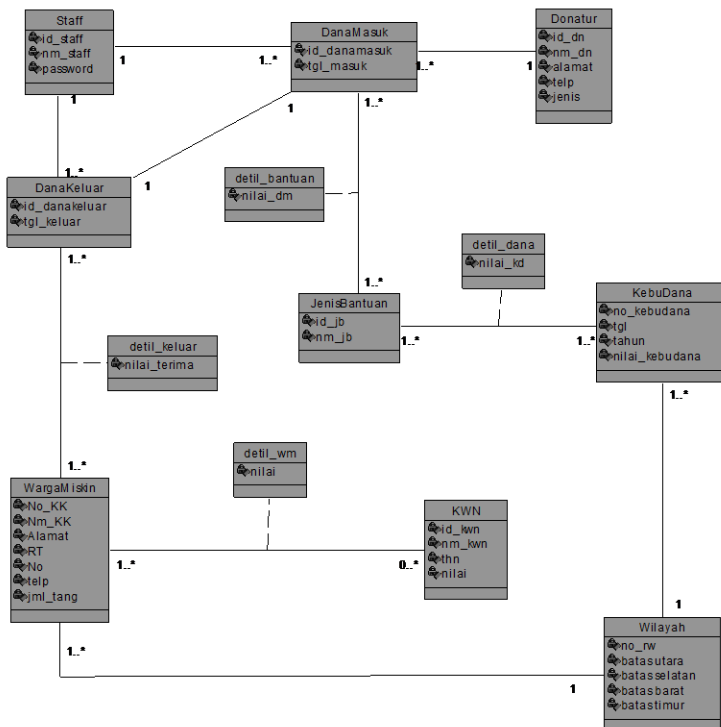 Staff
id_staff
nm_staff
password
DanaMasuk
id_danamasuk
tgl_masuk
Donatur
id_dn
nm_dn
alamat
telp
jenis
1
1..*
1..*
1
1
1
1..*
1..*
1
DanaKeluar
id_danakeluar
tgl_keluar
detil_bantuan
nilai_dm
1..*
detil_dana
nilai_kd
1..*
JenisBantuan
id_jb
nm_jb
KebuDana
no_kebudana
tgl
tahun
nilai_kebudana
1..*
1..*
detil_keluar
nilai_terima
1..*
1..*
detil_wm
nilai
WargaMiskin
No_KK
Nm_KK
Alamat
RT
No
telp
jml_tang
KWN
id_kwn
nm_kwn
thn
nilai
1..*
0..*
1
Wilayah
no_rw
batasutara
batasselatan
batasbarat
batastimur
1..*
1